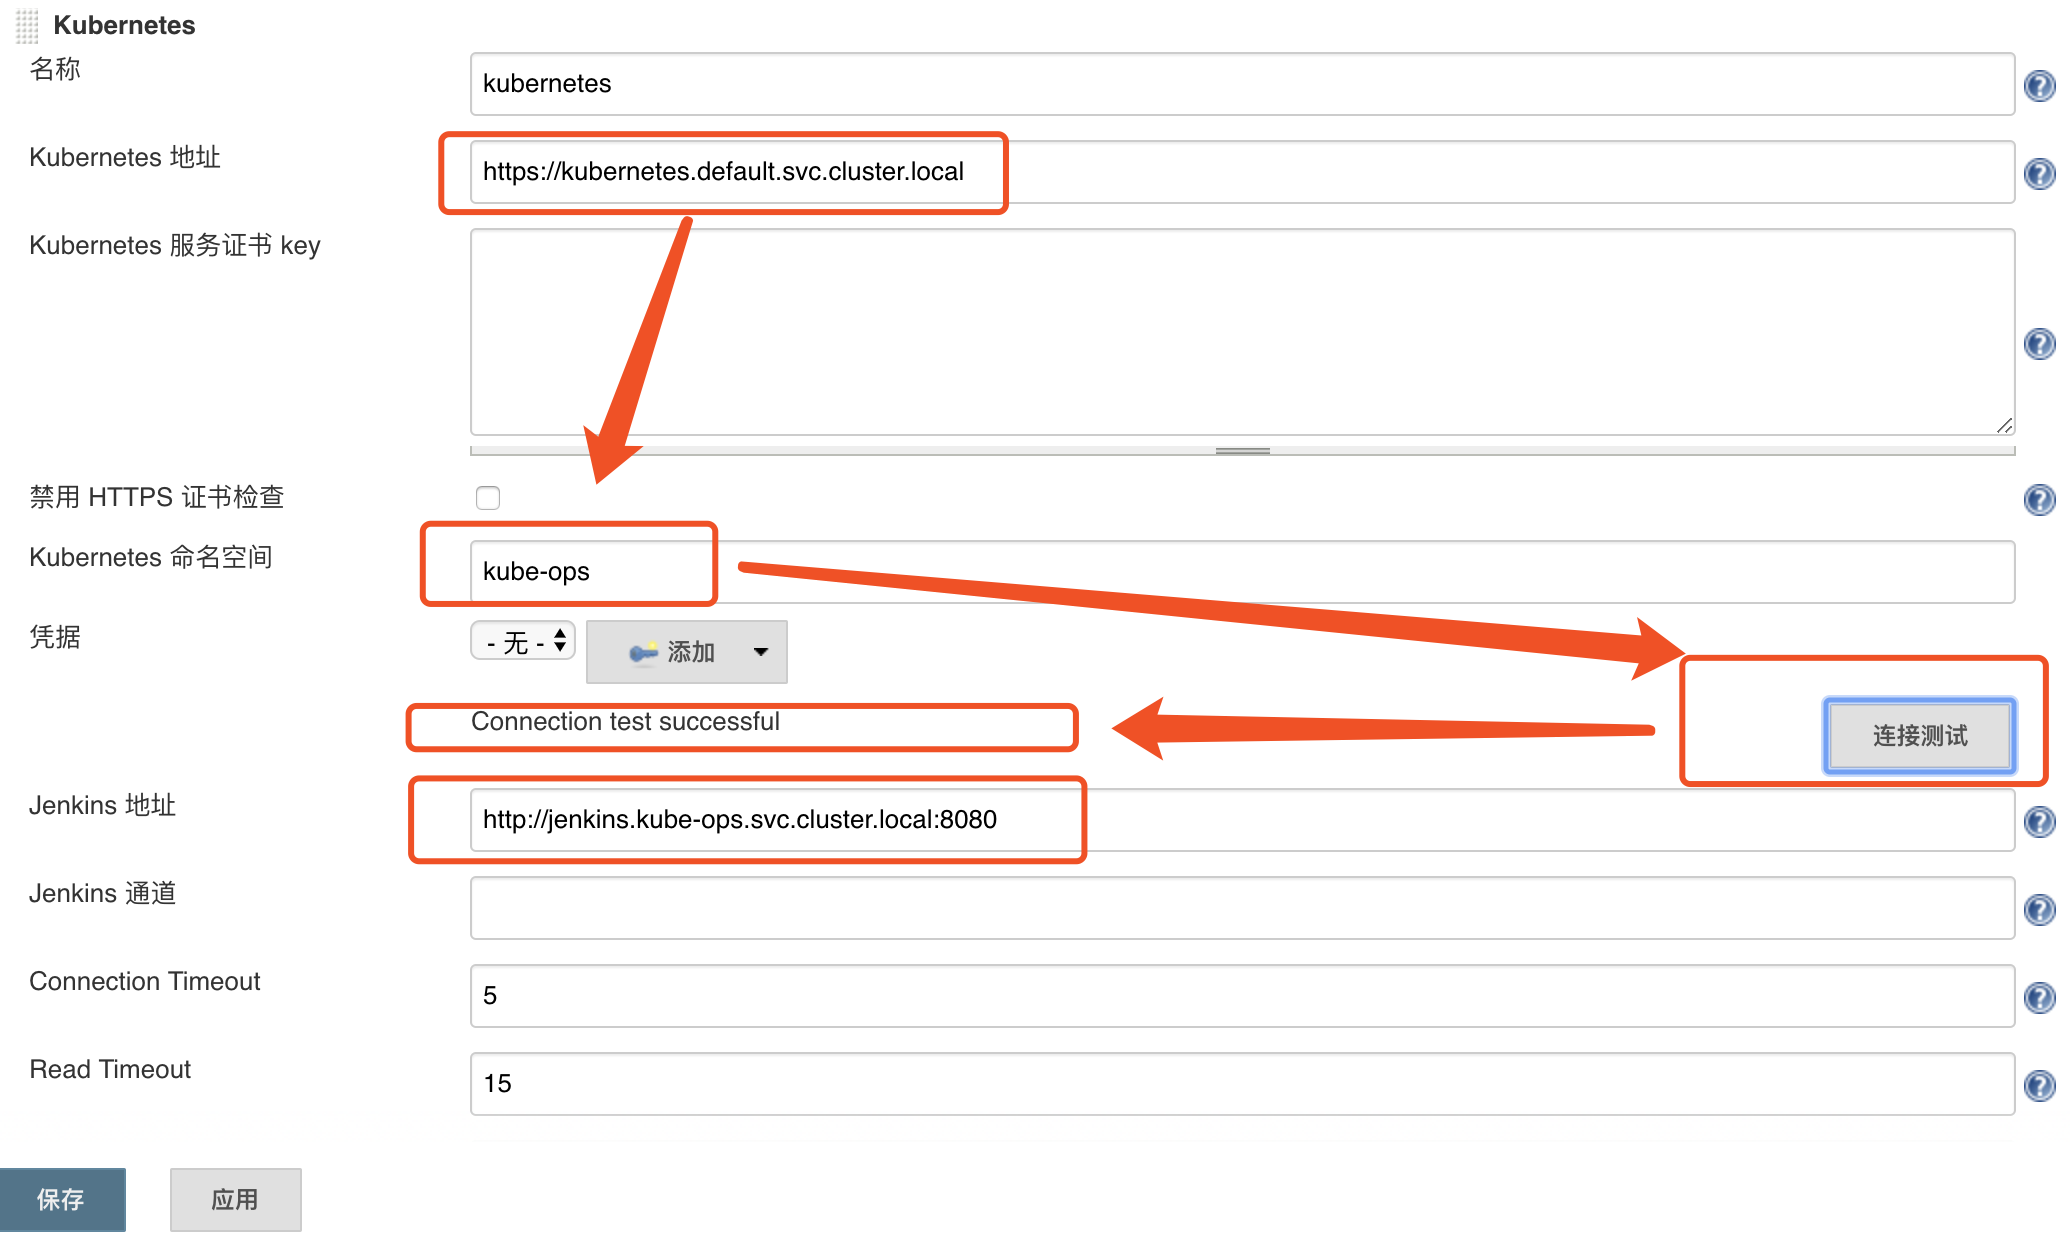 Kubernetes
名称
kubernetes
Kubernetes 地址
https://kubernetes.default.svc.cluster.local
Kubernetes 服务证书 key
禁用 HTTPS 证书检查
Kubernetes 命名空间
kube-ops
凭据
- 无 -
添加
Connection test successful
连接测试
Jenkins 地址
http://jenkins.kube-ops.svc.cluster.local:8080
Jenkins 通道
Connection Timeout
5
Read Timeout
15
保存
应用